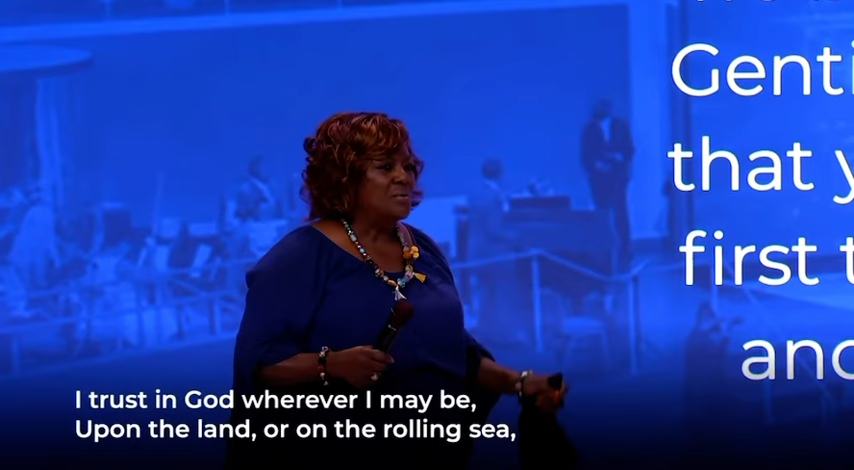 Genti
that y
first t
and
I trust in God wherever I may be,
Upon the land, or on the rolling sea,